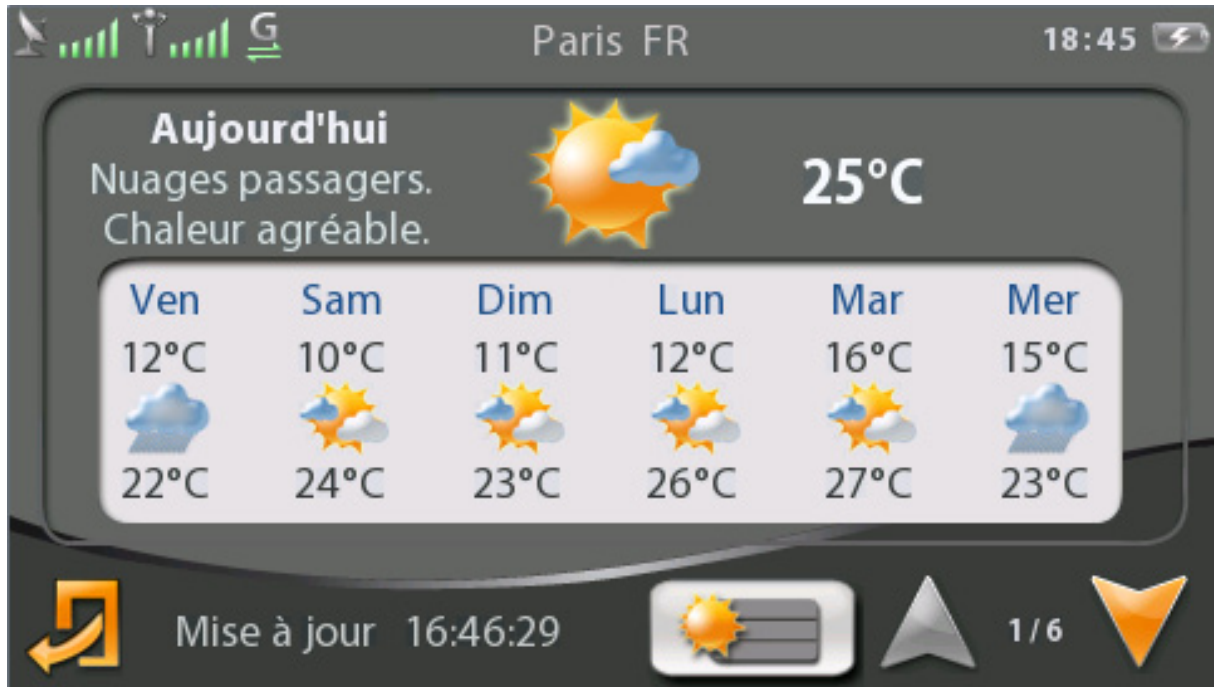 G Paris FR 18:45
Aujourd'hui
Nuages passagers.
Chaleur agréable.
25°C
Ven Sam Dim Lun Mar Mer
12°C 10°C 11°C 12°C 16°C 15°C
22°C 24°C 23°C 26°C 27°C 23°C
Mise à jour 16:46:29 1/6